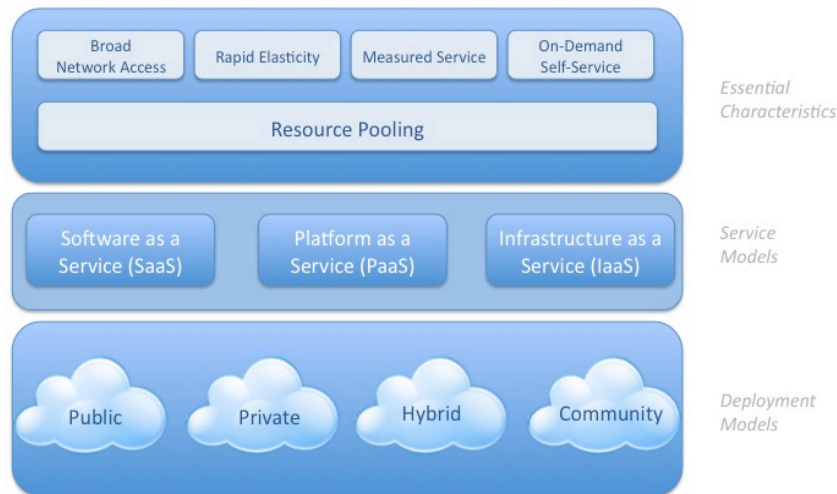 Broad
Network Access
Rapid Elasticity
Measured Service
On-Demand
Self-Service
Resource Pooling
Essential
Characteristics
Software as a
Service (SaaS)
Platform as a
Service (PaaS)
Infrastructure as a
Service (IaaS)
Service
Models
Public
Private
Hybrid
Community
Deployment
Models